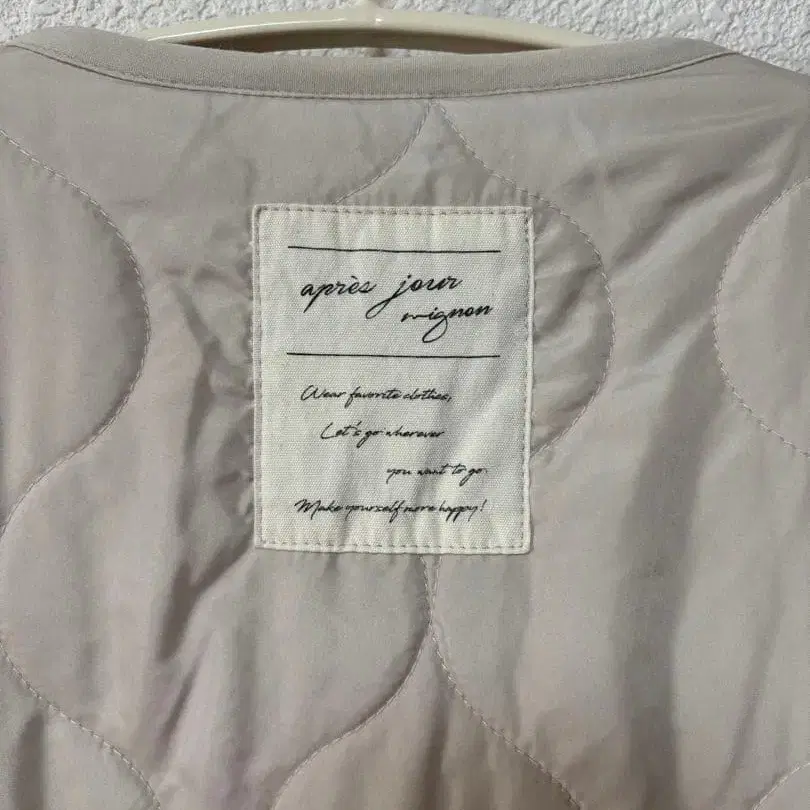 après jour
mignon
Wear favorite clothes,
Let's go wherever
you want to go.
Make yourself more happy!